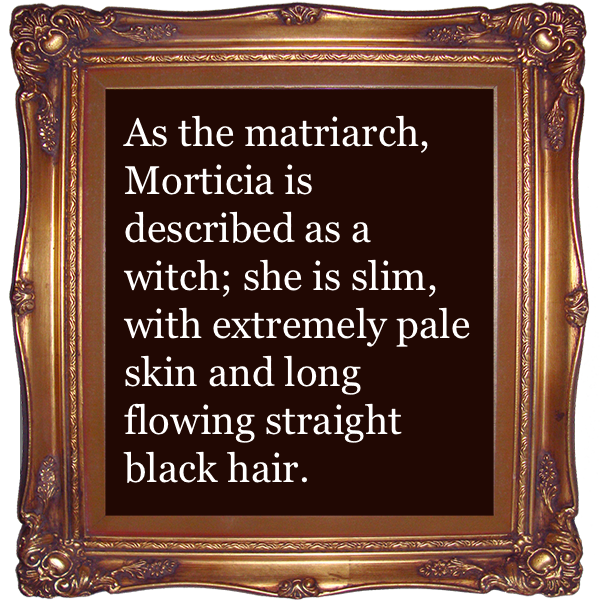 As the matriarch,
Morticia is
described as a
witch; she is slim,
with extremely pale
skin and long
flowing straight
black hair.